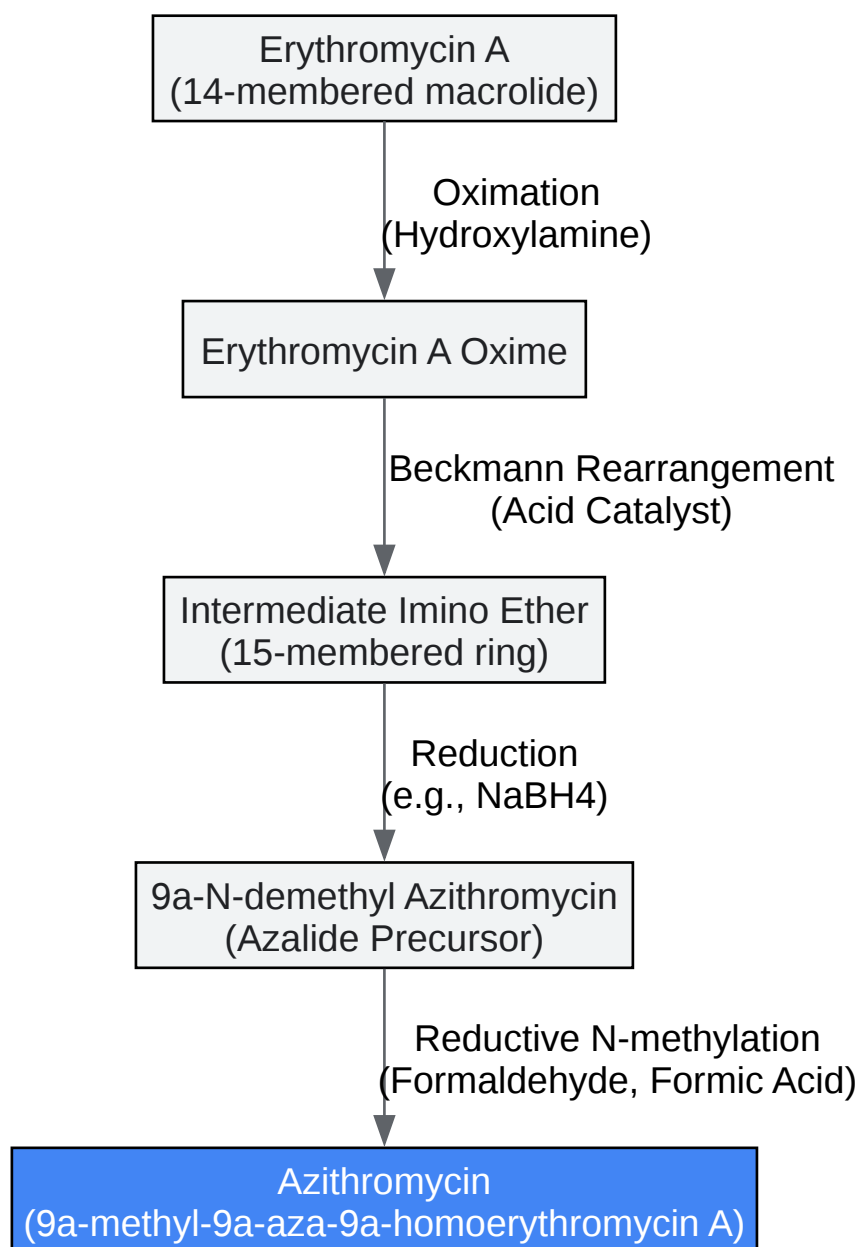 Erythromycin A
(14-membered macrolide)
Oximation
(Hydroxylamine)
Erythromycin A Oxime
Beckmann Rearrangement
(Acid Catalyst)
Intermediate Imino Ether
(15-membered ring)
Reduction
(e.g., NaBH4)
9a-N-demethyl Azithromycin
(Azalide Precursor)
Reductive N-methylation
(Formaldehyde, Formic Acid)
Azithromycin
(9a-methyl-9a-aza-9a-homoerythromycin A)